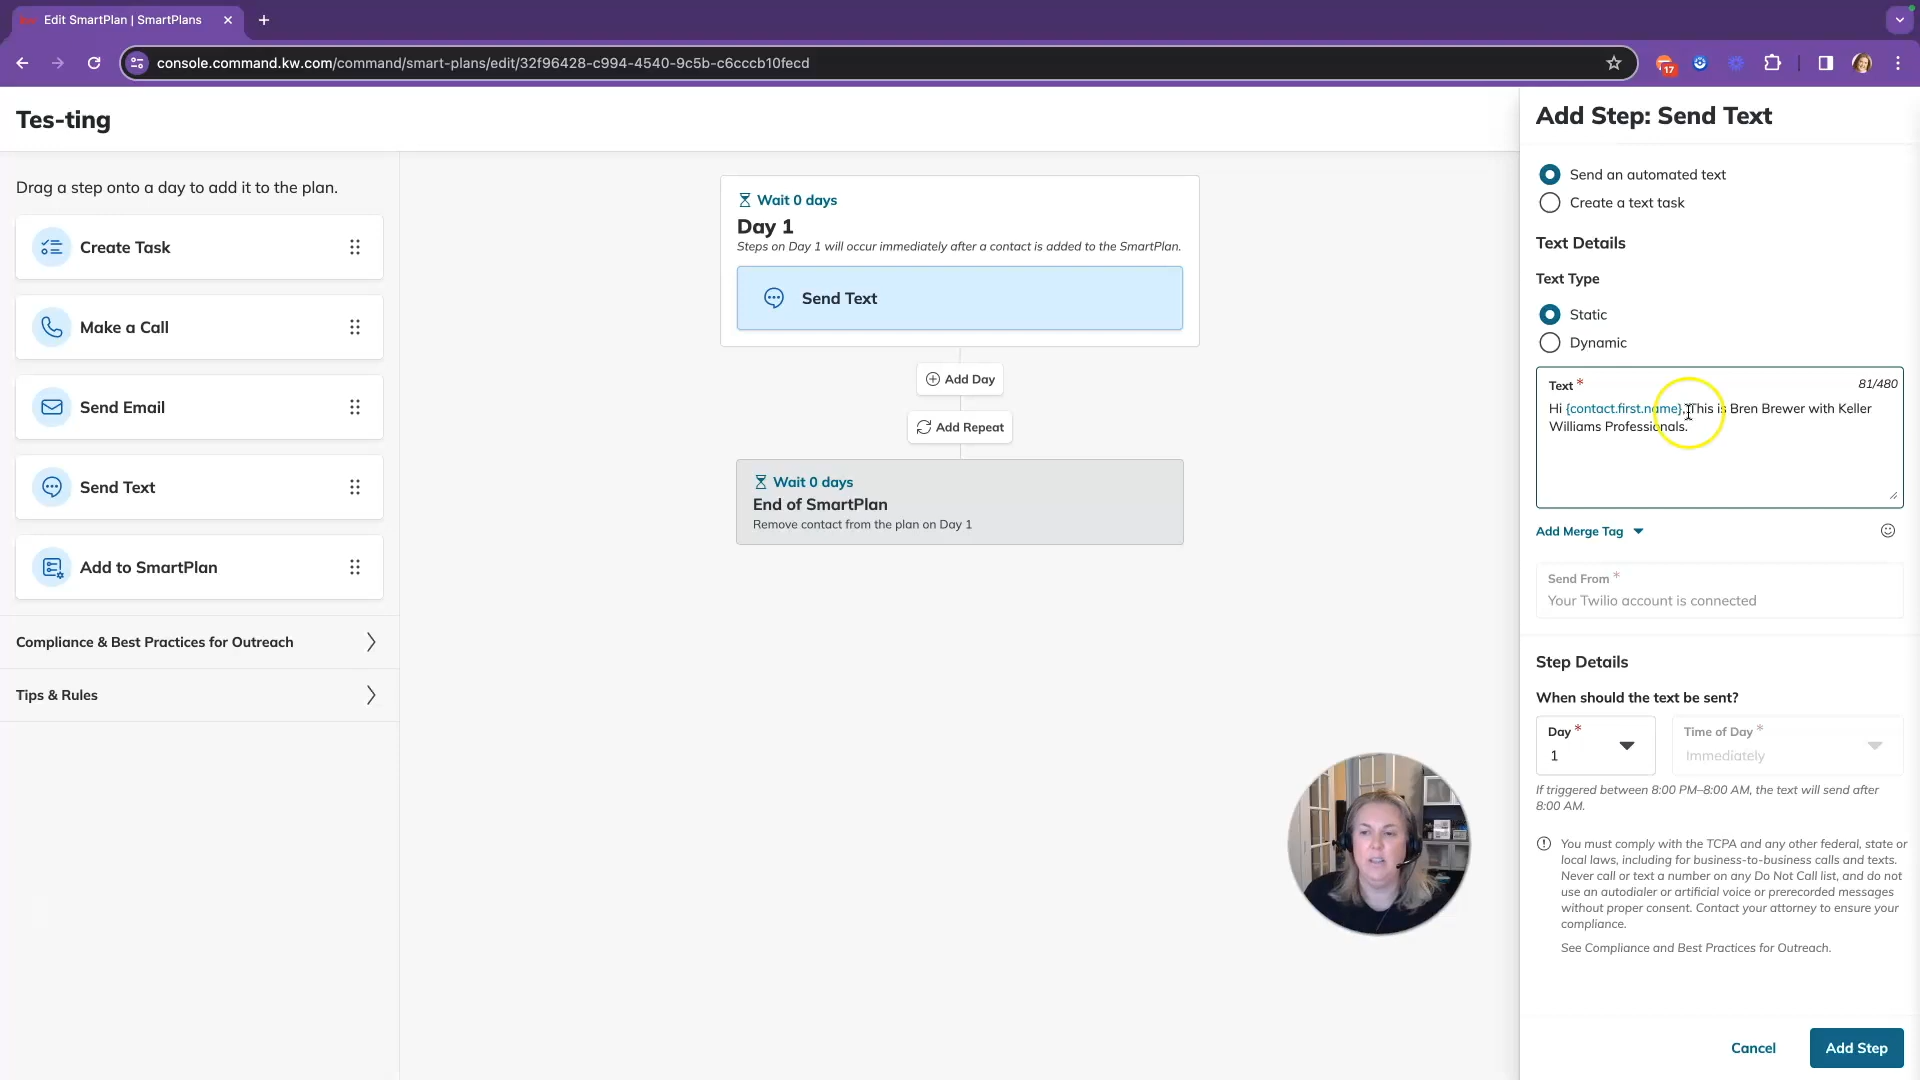 Edit SmartPlan | SmartPlans
console.command.kw.com/command/smart-plans/edit/32f96428-c994-4540-9c5b-c6cccb10fecd
17
Tes-ting
Drag a step onto a day to add it to the plan.
Create Task
Make a Call
Send Email
Send Text
Add to SmartPlan
Compliance & Best Practices for Outreach
Tips & Rules
Wait 0 days
Day 1
Steps on Day 1 will occur immediately after a contact is added to the SmartPlan.
Send Text
Add Day
Add Repeat
Wait 0 days
End of SmartPlan
Remove contact from the plan on Day 1
Add Step: Send Text
Send an automated text
Create a text task
Text Details
Text Type
Static
Dynamic
Text * 81/480
Hi {contact.first.name}, This is Bren Brewer with Keller
Williams Professionals.
Add Merge Tag
Send From *
Your Twilio account is connected
Step Details
When should the text be sent?
Day * Time of Day *
1 Immediately
If triggered between 8:00 PM–8:00 AM, the text will send after
8:00 AM.
You must comply with the TCPA and any other federal, state or
local laws, including for business-to-business calls and texts.
Never call or text a number on any Do Not Call list, and do not
use an autodialer or artificial voice or prerecorded messages
without proper consent. Contact your attorney to ensure your
compliance.
See Compliance and Best Practices for Outreach.
Cancel Add Step